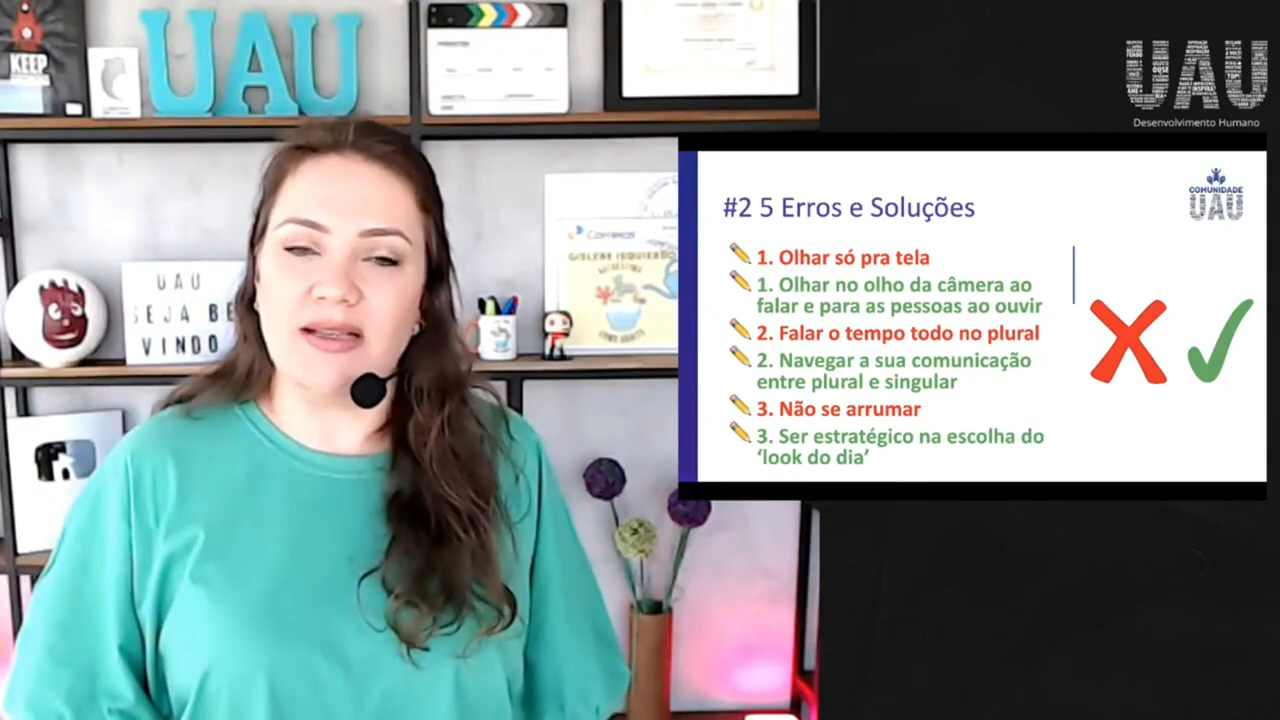 KEEP
UAU
UAU
SEJA BE
VINDO
Correios
GISLENE ISQUIERDO
UAU
Desenvolvimento Humano
COMUNIDADE
UAU
#2 5 Erros e Soluções
1. Olhar só pra tela
1. Olhar no olho da câmera ao
falar e para as pessoas ao ouvir
2. Falar o tempo todo no plural
2. Navegar a sua comunicação
entre plural e singular
3. Não se arrumar
3. Ser estratégico na escolha do
‘look do dia’